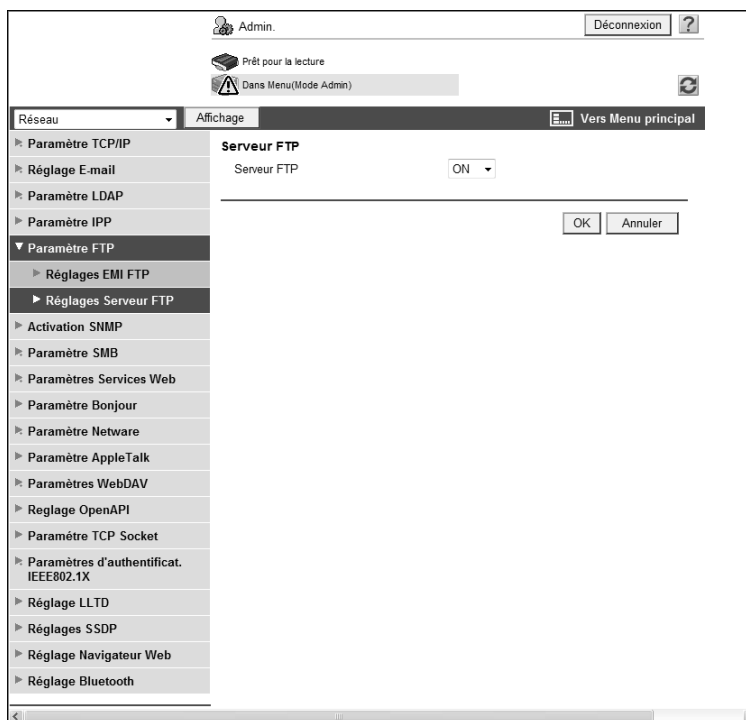 Admin.
Déconnexion
?
Prêt pour la lecture
Dans Menu(Mode Admin)
Réseau
Affichage
Vers Menu principal
Paramètre TCP/IP
Réglage E-mail
Paramètre LDAP
Paramètre IPP
Paramètre FTP
Réglages EMI FTP
Réglages Serveur FTP
Activation SNMP
Paramètre SMB
Paramètres Services Web
Paramètre Bonjour
Paramètre Netware
Paramètre AppleTalk
Paramètres WebDAV
Reglage OpenAPI
Paramétre TCP Socket
Paramètres d'authentificat.
IEEE802.1X
Réglage LLTD
Réglages SSDP
Réglage Navigateur Web
Réglage Bluetooth
Serveur FTP
Serveur FTP
ON
OK
Annuler